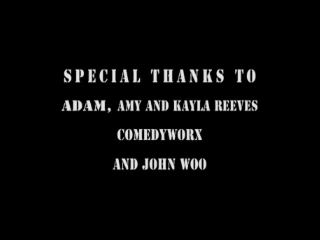 SPECIAL THANKS TO
ADAM, AMY AND KAYLA REEVES
COMEDYWORX
AND JOHN WOO